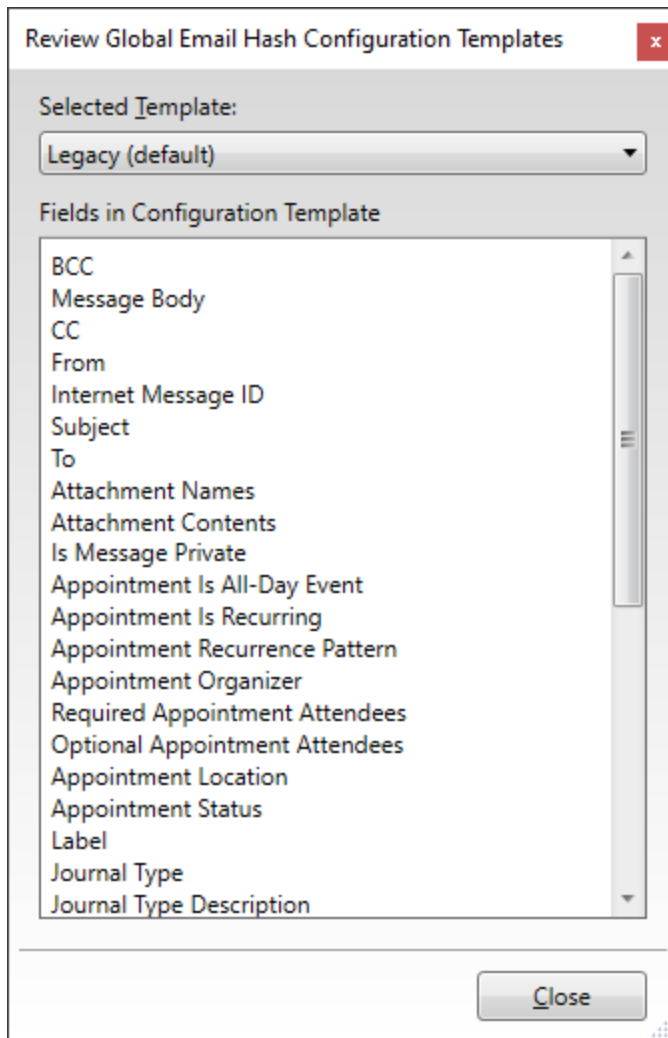 Review Global Email Hash Configuration Templates
x
Selected Template:
Legacy (default)
Fields in Configuration Template
BCC
Message Body
CC
From
Internet Message ID
Subject
To
Attachment Names
Attachment Contents
Is Message Private
Appointment Is All-Day Event
Appointment Is Recurring
Appointment Recurrence Pattern
Appointment Organizer
Required Appointment Attendees
Optional Appointment Attendees
Appointment Location
Appointment Status
Label
Journal Type
Journal Type Description
Close